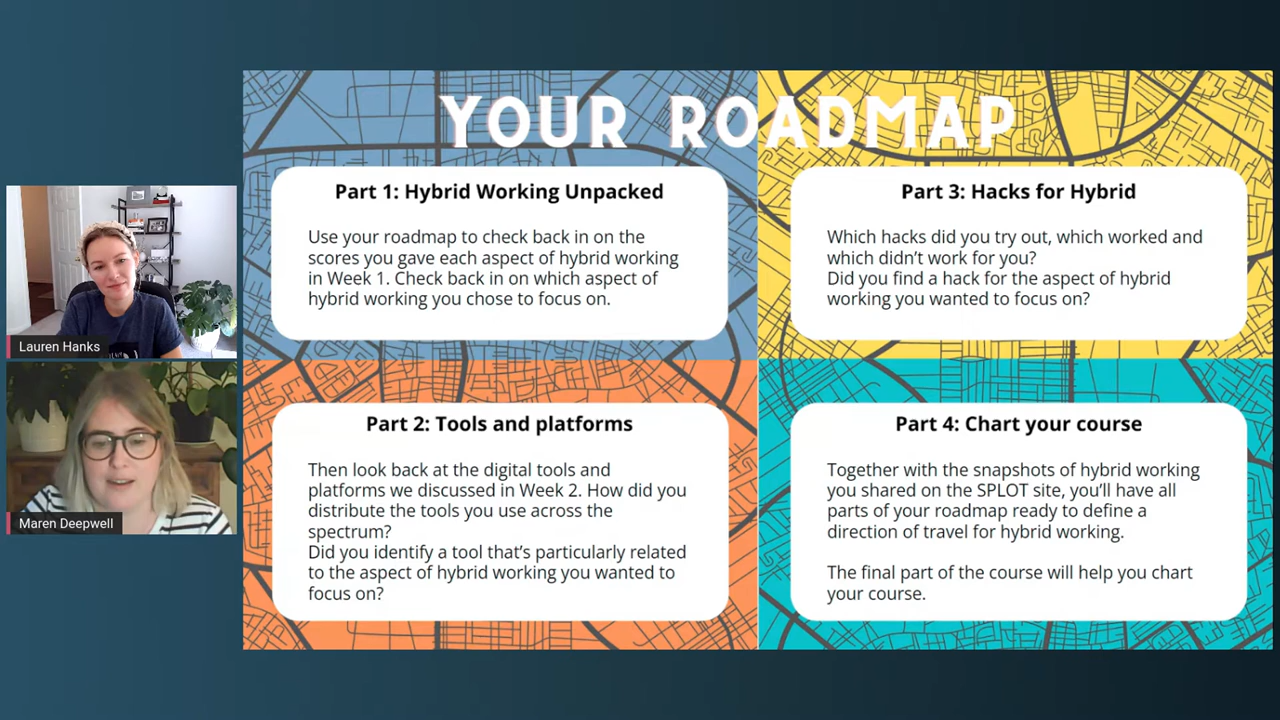 YOUR ROADMAP
Part 1: Hybrid Working Unpacked
Use your roadmap to check back in on the
scores you gave each aspect of hybrid working
in Week 1. Check back in on which aspect of
hybrid working you chose to focus on.
Part 2: Tools and platforms
Then look back at the digital tools and
platforms we discussed in Week 2. How did you
distribute the tools you use across the
spectrum?
Did you identify a tool that's particularly related
to the aspect of hybrid working you wanted to
focus on?
Part 3: Hacks for Hybrid
Which hacks did you try out, which worked and
which didn't work for you?
Did you find a hack for the aspect of hybrid
working you wanted to focus on?
Part 4: Chart your course
Together with the snapshots of hybrid working
you shared on the SPLOT site, you'll have all
parts of your roadmap ready to define a
direction of travel for hybrid working.
The final part of the course will help you chart
your course.
Lauren Hanks
Maren Deepwell